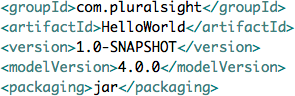 <groupId>com.pluralsight</groupId>
<artifactId>HelloWorld</artifactId>
<version>1.0-SNAPSHOT</version>
<modelVersion>4.0.0</modelVersion>
<packaging>jar</packaging>